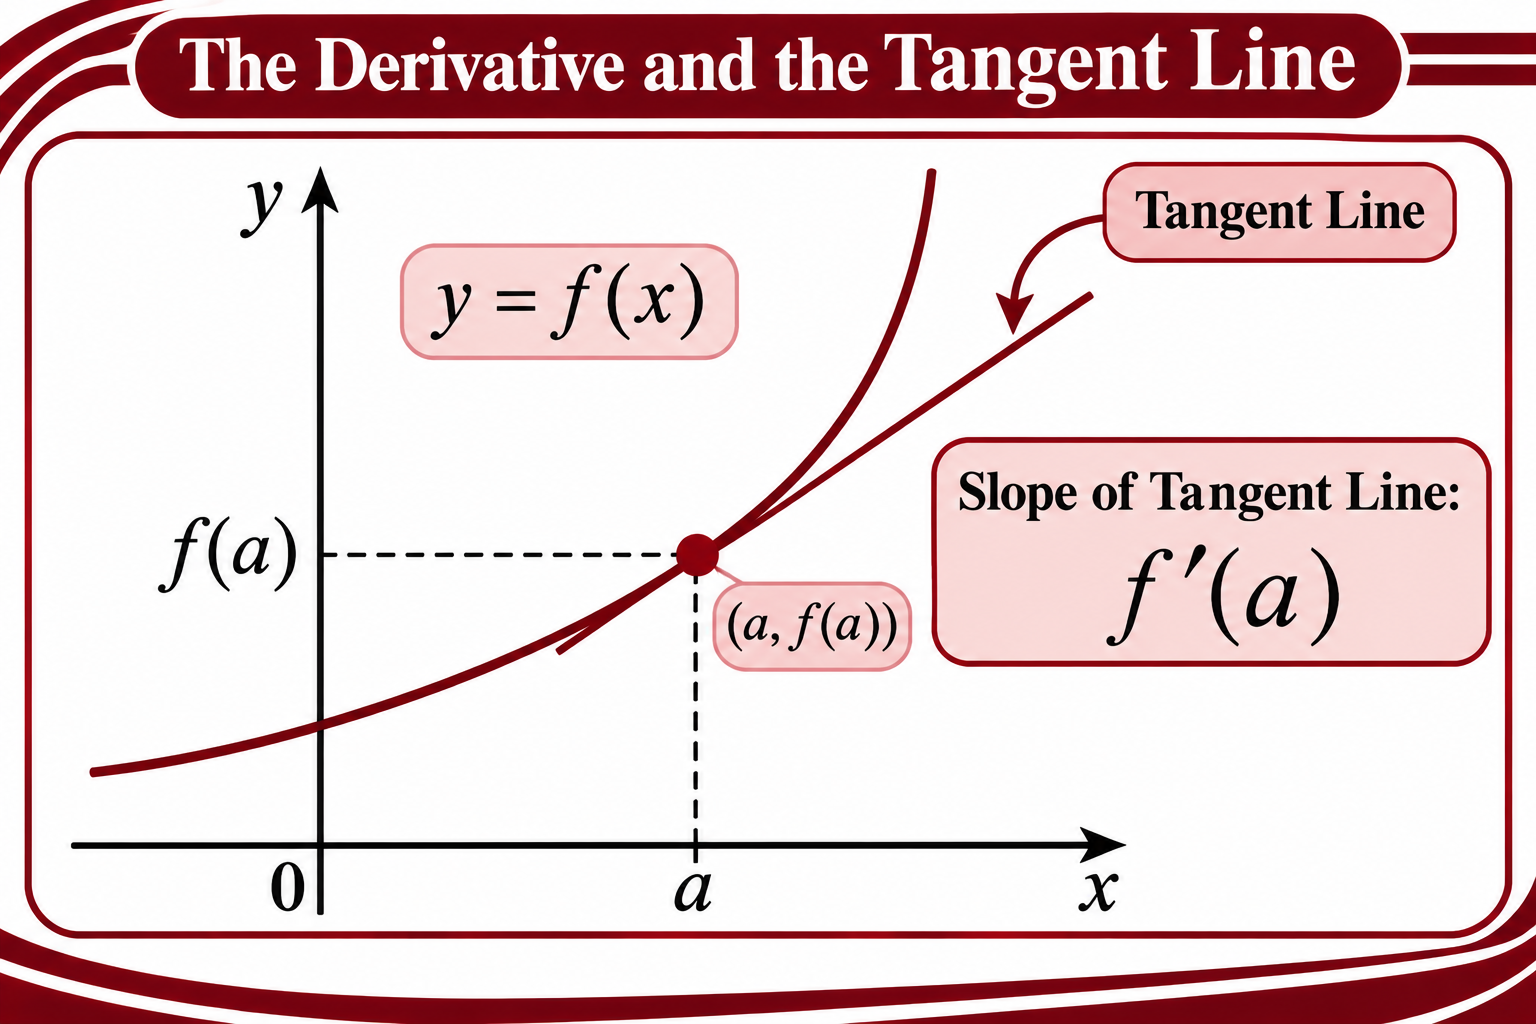 The Derivative and the Tangent Line
y
y = f(x)
Tangent Line
Slope of Tangent Line:
f′(a)
f(a)
(a, f(a))
0
a
x